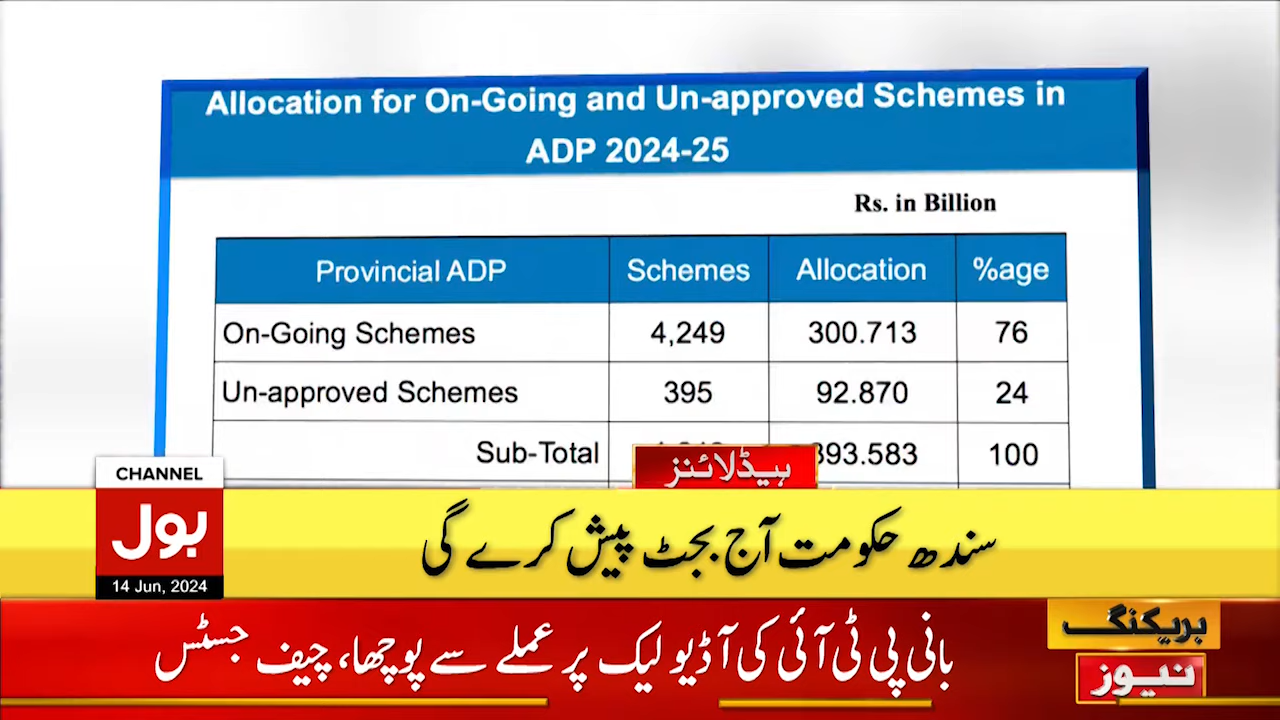 Allocation for On-Going and Un-approved Schemes in
ADP 2024-25
Rs. in Billion
Provincial ADP Schemes Allocation %age
On-Going Schemes 4,249 300.713 76
Un-approved Schemes 395 92.870 24
Sub-Total 393.583 100
ہیڈلائنز
CHANNEL
بول
14 Jun, 2024
سندھ حکومت آج بجٹ پیش کرے گی
بریکنگ
نیوز
بانی پی ٹی آئی کی آڈیو لیک پر عملے سے پوچھا، چیف جسٹس